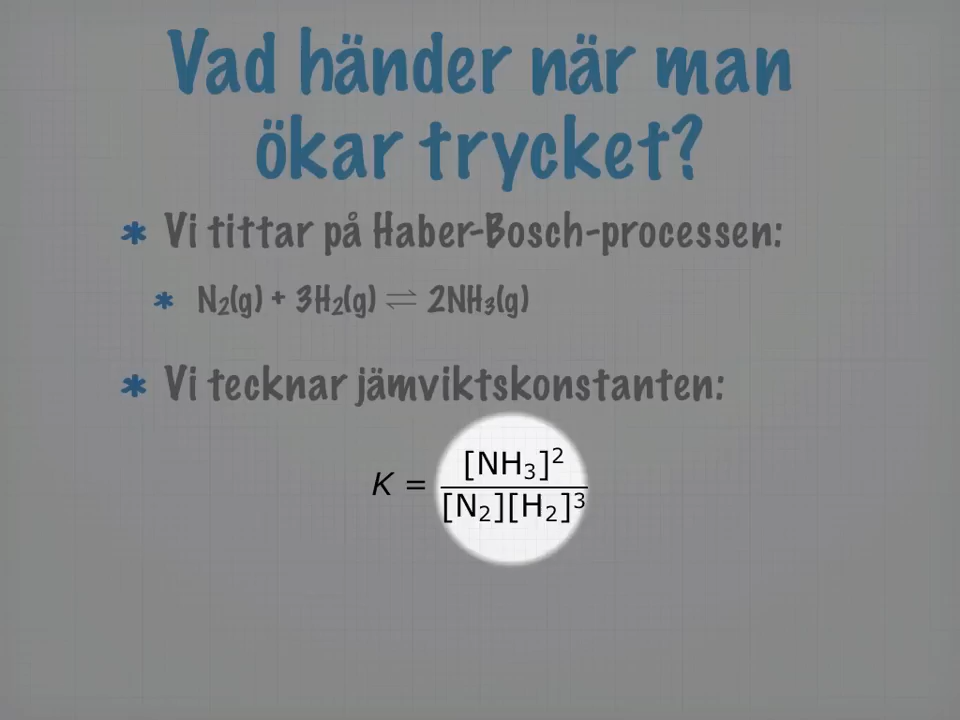 Vad händer när man
ökar trycket?
* Vi tittar på Haber-Bosch-processen:
* N₂(g) + 3H₂(g) ⇌ 2NH₃(g)
* Vi tecknar jämviktskonstanten:
K = [NH₃]² / [N₂][H₂]³